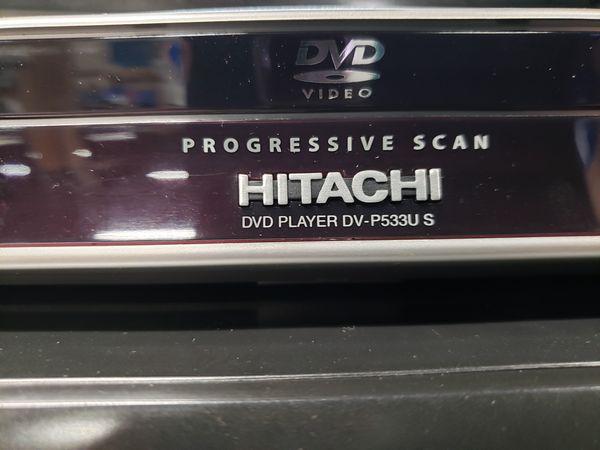 DVD
VIDEO
PROGRESSIVE SCAN
HITACHI
DVD PLAYER DV-P533U S